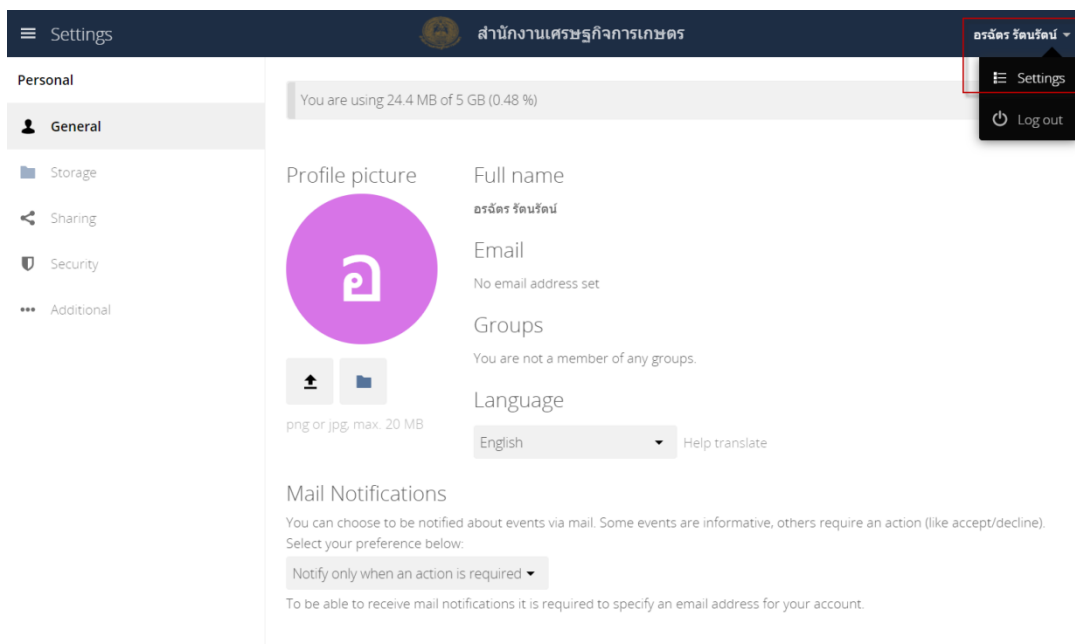 Settings
สำนักงานเศรษฐกิจการเกษตร
อรฉัตร รัตนรัตน์
Settings
Log out
Personal
General
Storage
Sharing
Security
Additional
You are using 24.4 MB of 5 GB (0.48 %)
Profile picture
อ
png or jpg, max. 20 MB
Full name
อรฉัตร รัตนรัตน์
Email
No email address set
Groups
You are not a member of any groups.
Language
English
Help translate
Mail Notifications
You can choose to be notified about events via mail. Some events are informative, others require an action (like accept/decline).
Select your preference below:
Notify only when an action is required
To be able to receive mail notifications it is required to specify an email address for your account.